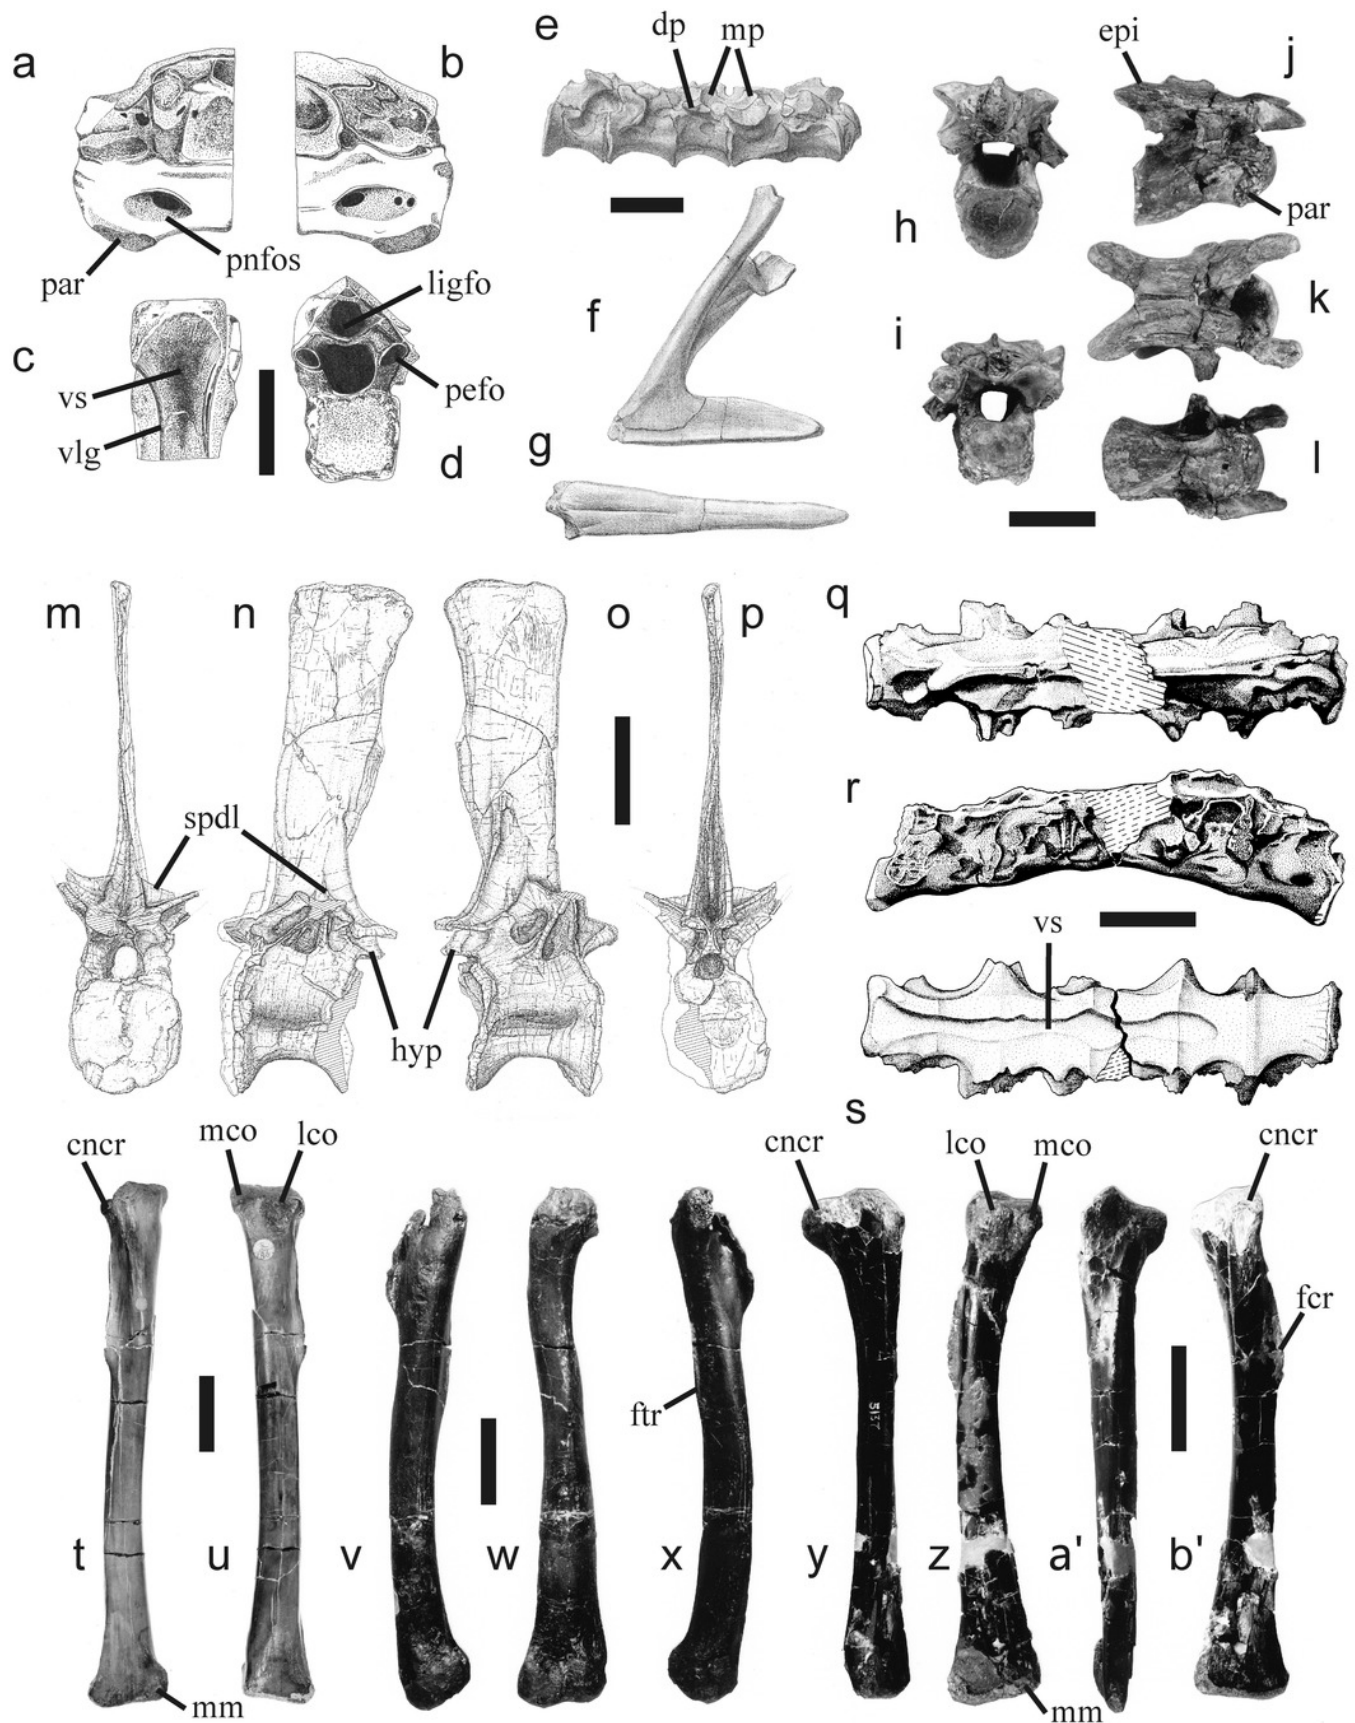 a
b
e
dp
mp
epi
j
par
pnfos
ligfo
h
par
k
c
vs
vlg
pefo
d
f
i
g
l
m
n
o
p
q
spdl
r
vs
hyp
s
cncr
mco
lco
cncr
lco
mco
cncr
fcr
ftr
5137
t
u
v
w
x
y
z
a'
b'
mm
mm